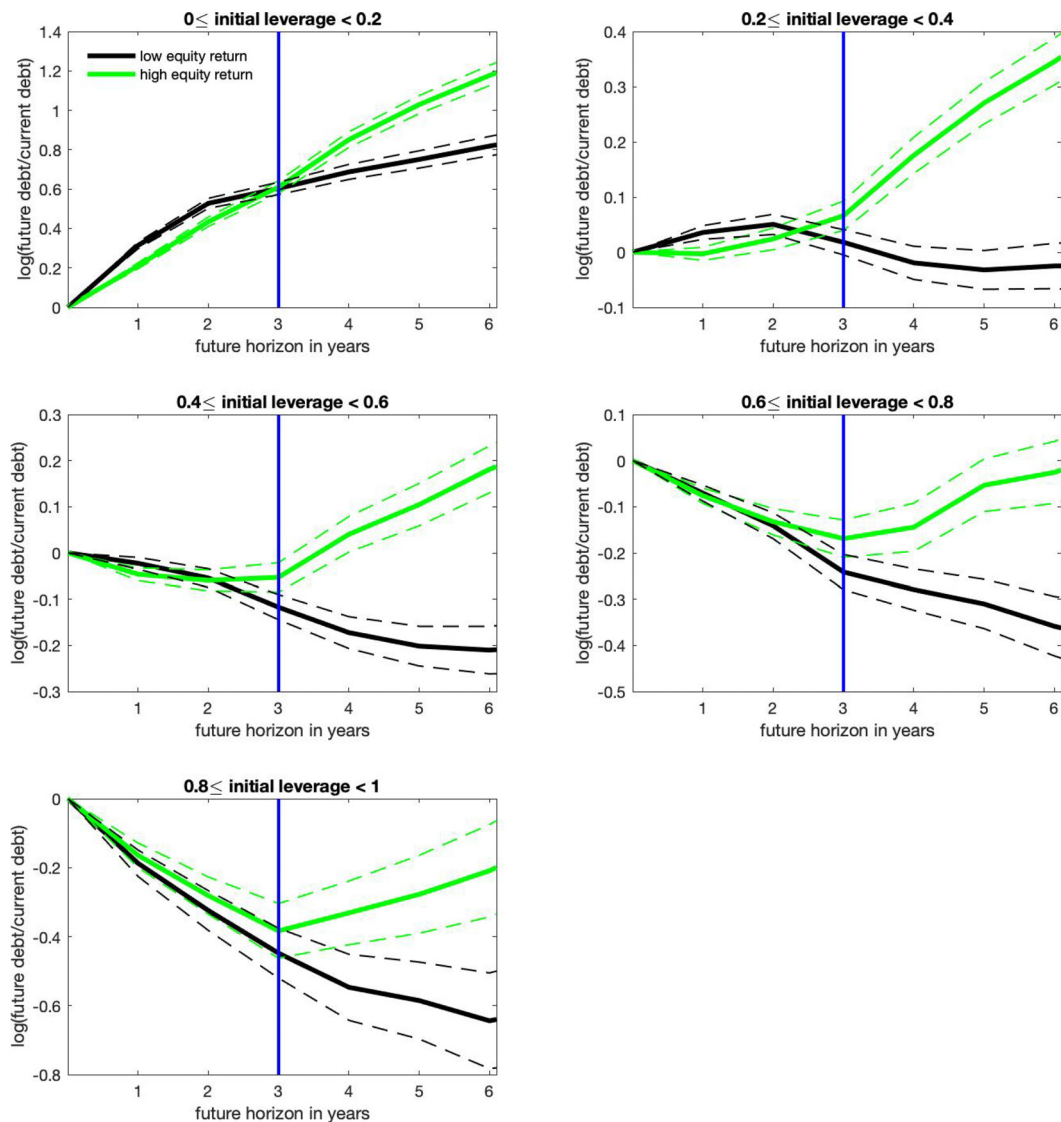 0≤ initial leverage < 0.2
log(future debt/current debt)
1.4
1.2
1
0.8
0.6
0.4
0.2
0
low equity return
high equity return
1 2 3 4 5 6
future horizon in years
0.2≤ initial leverage < 0.4
log(future debt/current debt)
0.4
0.3
0.2
0.1
0
-0.1
1 2 3 4 5 6
future horizon in years
0.4≤ initial leverage < 0.6
log(future debt/current debt)
0.3
0.2
0.1
0
-0.1
-0.2
-0.3
1 2 3 4 5 6
future horizon in years
0.6≤ initial leverage < 0.8
log(future debt/current debt)
0.1
0
-0.1
-0.2
-0.3
-0.4
-0.5
1 2 3 4 5 6
future horizon in years
0.8≤ initial leverage < 1
log(future debt/current debt)
0
-0.2
-0.4
-0.6
-0.8
1 2 3 4 5 6
future horizon in years